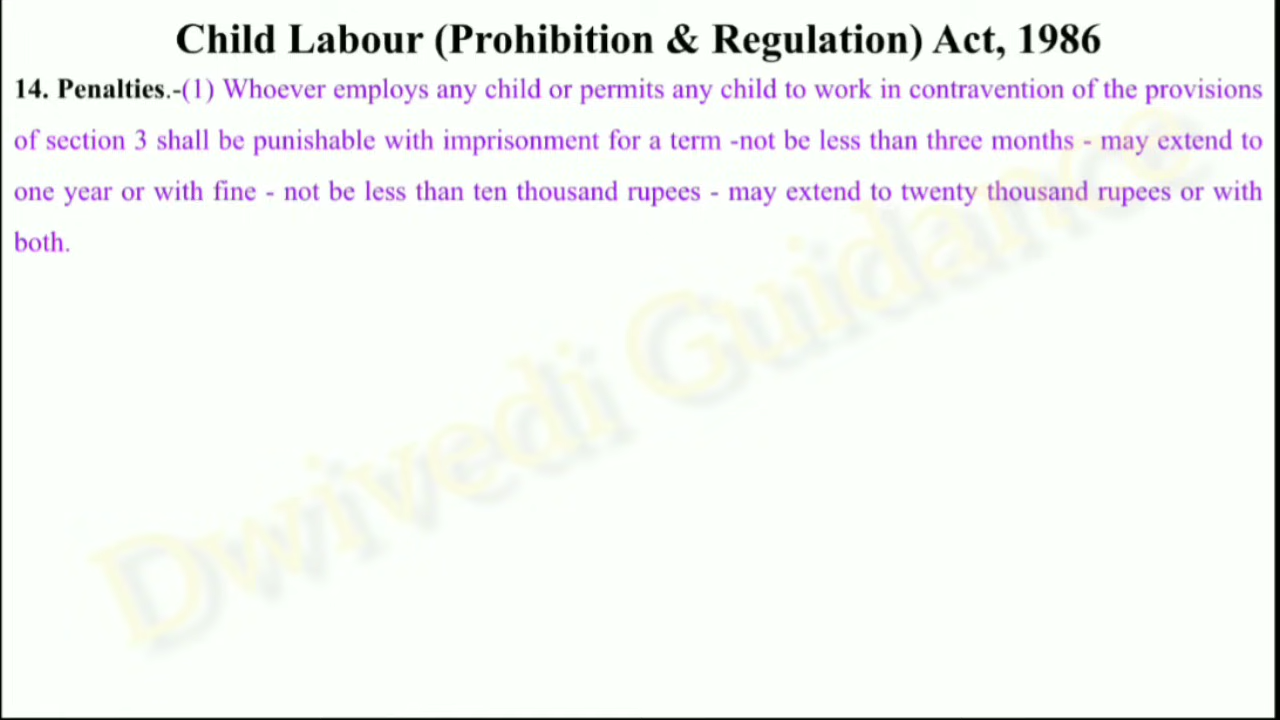 Child Labour (Prohibition & Regulation) Act, 1986
14. Penalties.-(1) Whoever employs any child or permits any child to work in contravention of the provisions
of section 3 shall be punishable with imprisonment for a term -not be less than three months - may extend to
one year or with fine - not be less than ten thousand rupees - may extend to twenty thousand rupees or with
both.
Dwivedi Guidance